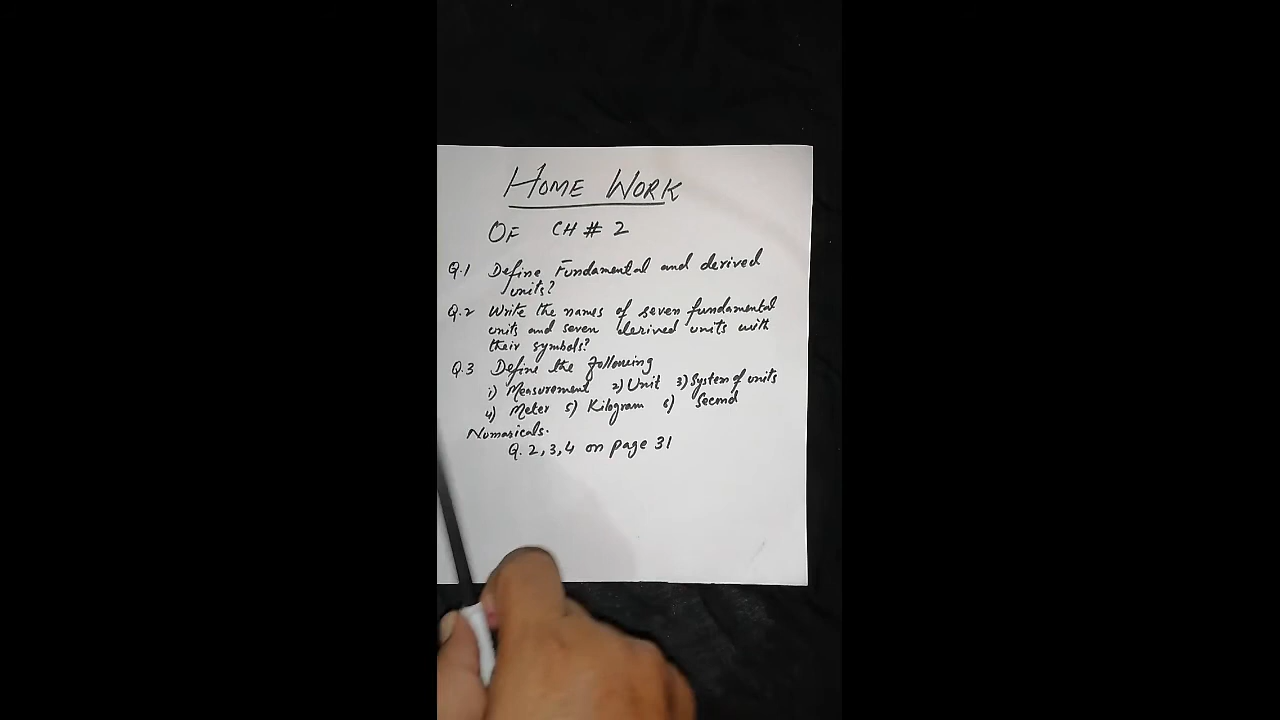 HOME WORK
OF CH # 2
Q.1 Define Fundamental and derived
units?
Q.2 Write the names of seven fundamental
units and seven derived units with
their symbols?
Q.3 Define the following
1) Measurement 2) Unit 3) System of units
4) Meter 5) Kilogram 6) Second
Numaricals.
Q. 2, 3, 4 on page 31